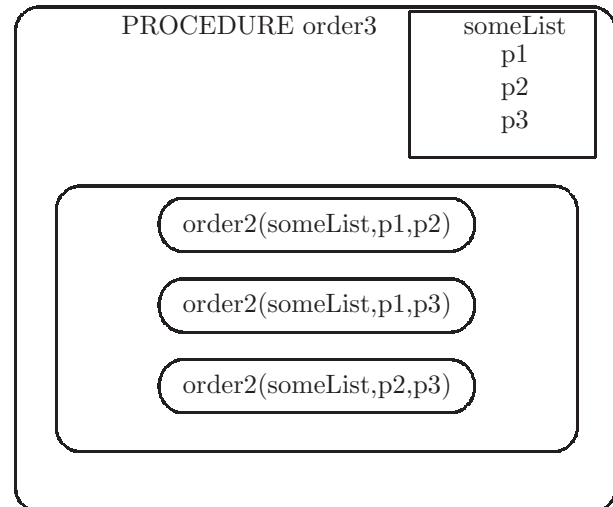 PROCEDURE order3
someList
p1
p2
p3
order2(someList,p1,p2)
order2(someList,p1,p3)
order2(someList,p2,p3)